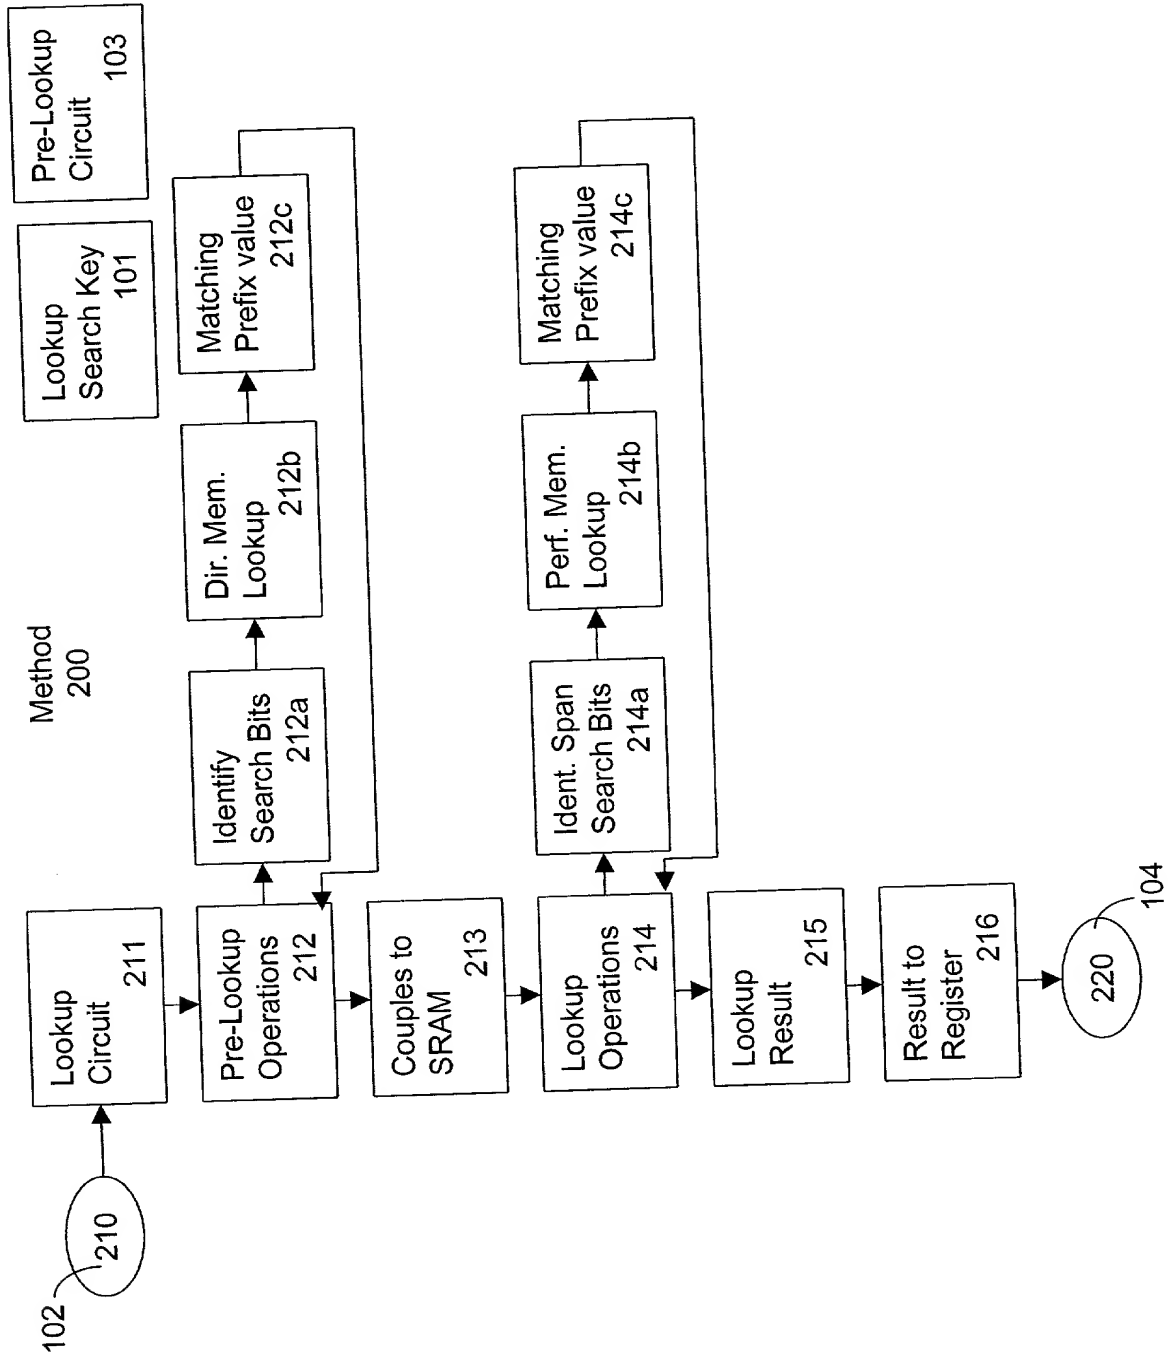 Method
200
Lookup
Search Key
101
Pre-Lookup
Circuit
103
102
210
Lookup
Circuit
211
Pre-Lookup
Operations
212
Identify
Search Bits
212a
Dir. Mem.
Lookup
212b
Matching
Prefix value
212c
Couples to
SRAM
213
Lookup
Operations
214
Ident. Span
Search Bits
214a
Perf. Mem.
Lookup
214b
Matching
Prefix value
214c
Lookup
Result
215
Result to
Register
216
220
104